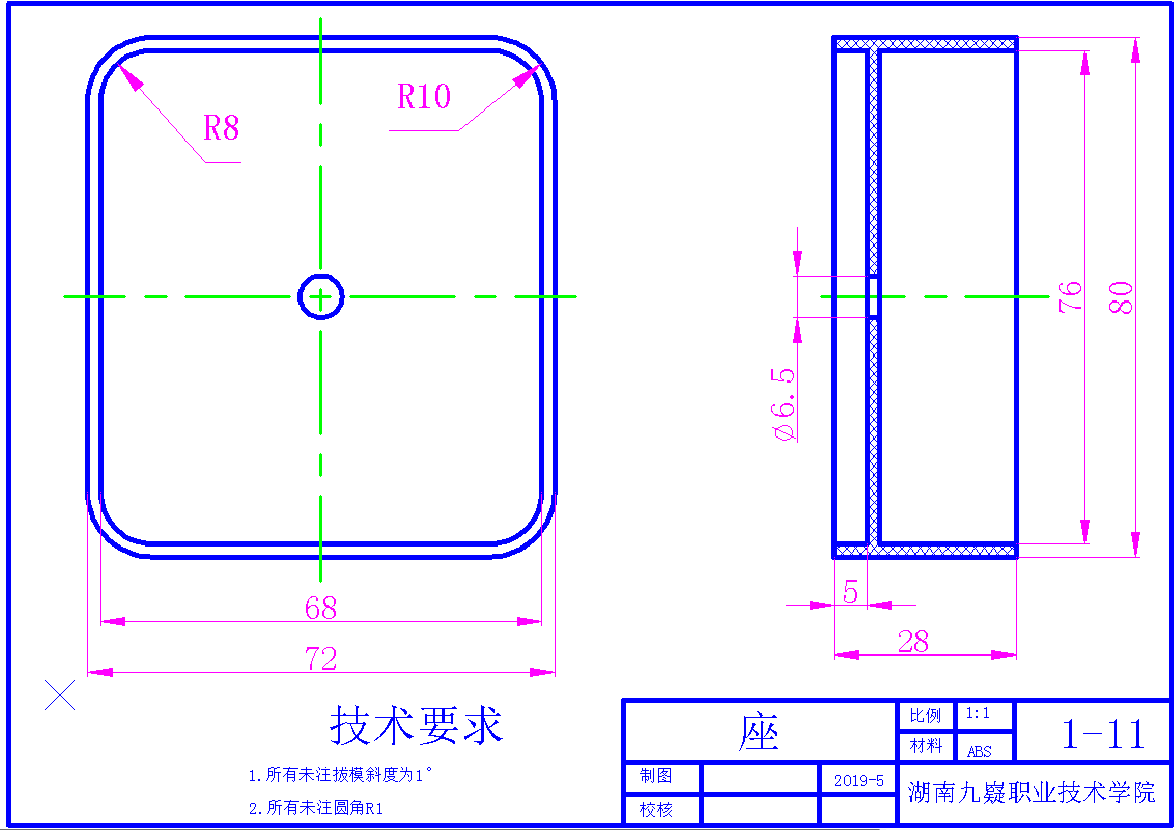 R8
R10
76
80
ø6.5
5
28
68
72
技术要求
1.所有未注拔模斜度为1°
2.所有未注圆角R1
座
比例
1:1
材料
ABS
1-11
制图
2019-5
校核
湖南九嶷职业技术学院